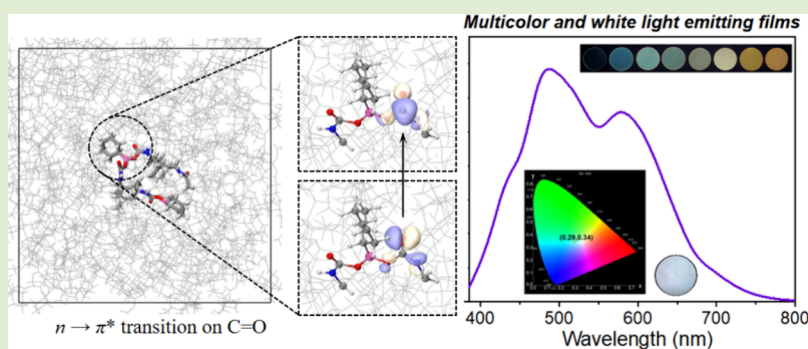 Multicolor and white light emitting films
n → π* transition on C=O
y
(0.29,0.34)
x
400 500 600 700 800
Wavelength (nm)